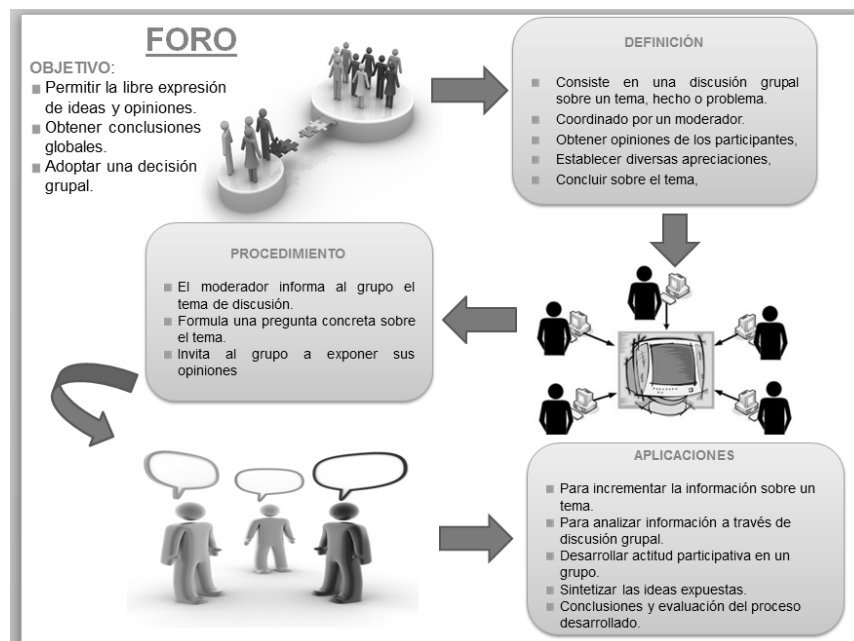 FORO
OBJETIVO:
Permitir la libre expresión
de ideas y opiniones.
Obtener conclusiones
globales.
Adoptar una decisión
grupal.
DEFINICIÓN
Consiste en una discusión grupal
sobre un tema, hecho o problema.
Coordinado por un moderador.
Obtener opiniones de los participantes,
Establecer diversas apreciaciones,
Concluir sobre el tema,
PROCEDIMIENTO
El moderador informa al grupo el
tema de discusión.
Formula una pregunta concreta sobre
el tema.
Invita al grupo a exponer sus
opiniones
APLICACIONES
Para incrementar la información sobre un
tema.
Para analizar información a través de
discusión grupal.
Desarrollar actitud participativa en un
grupo.
Sintetizar las ideas expuestas.
Conclusiones y evaluación del proceso
desarrollado.